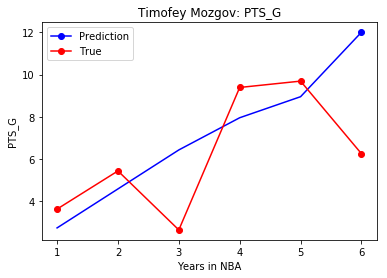 Timofey Mozgov: PTS_G
Prediction
True
PTS_G
12
10
8
6
4
1 2 3 4 5 6
Years in NBA